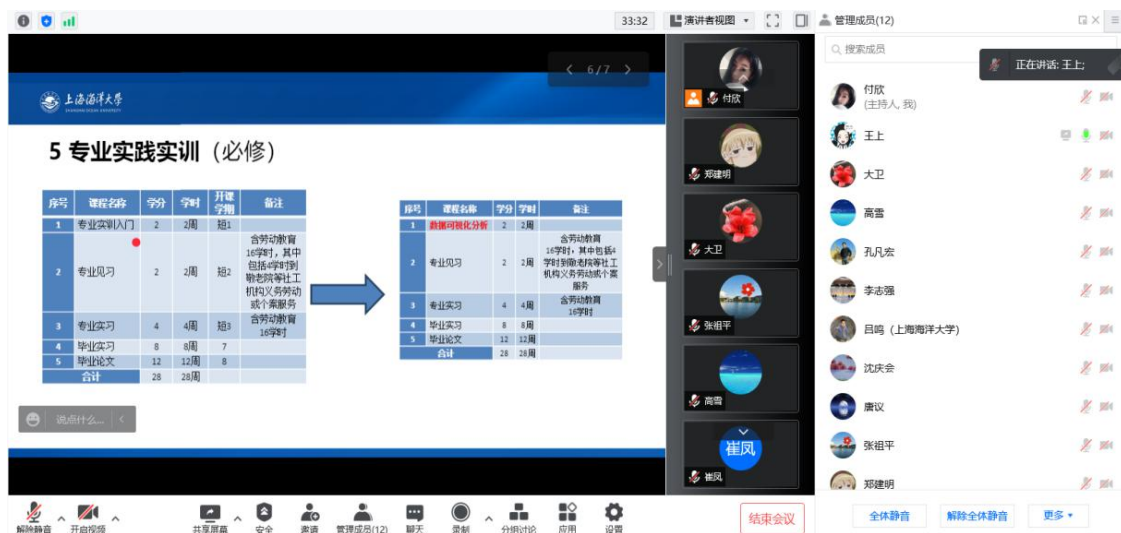 33:32
演讲者视图
管理成员(12)
搜索成员
正在讲话: 王上;
6/7
上海海洋大学
SHANGHAI OCEAN UNIVERSITY
5 专业实践实训（必修）
序号 课程名称 学分 学时 开课学期 备注
1 专业实训入门 2 2周 短1
2 专业见习 2 2周 短2 含劳动教育16学时，其中包括4学时到敬老院等社工机构义务劳动或个案服务
3 专业实习 4 4周 短3 含劳动教育16学时
4 毕业实习 8 8周 7
5 毕业论文 12 12周 8
合计 28 28周
序号 课程名称 学分 学时 备注
1 数据可视化分析 2 2周
2 专业见习 2 2周 含劳动教育16学时，其中包括4学时到敬老院等社工机构义务劳动或个案服务
3 专业实习 4 4周 含劳动教育16学时
4 毕业实习 8 8周
5 毕业论文 12 12周
合计 28 28周
说点什么...
付欣
郑建明
大卫
张祖平
高雪
崔凤
崔凤
付欣
(主持人, 我)
王上
大卫
高雪
孔凡宏
李志强
吕鸣（上海海洋大学）
沈庆会
唐议
张祖平
郑建明
解除静音
开启视频
共享屏幕
安全
邀请
管理成员(12)
聊天
录制
分组讨论
应用
设置
结束会议
全体静音
解除全体静音
更多